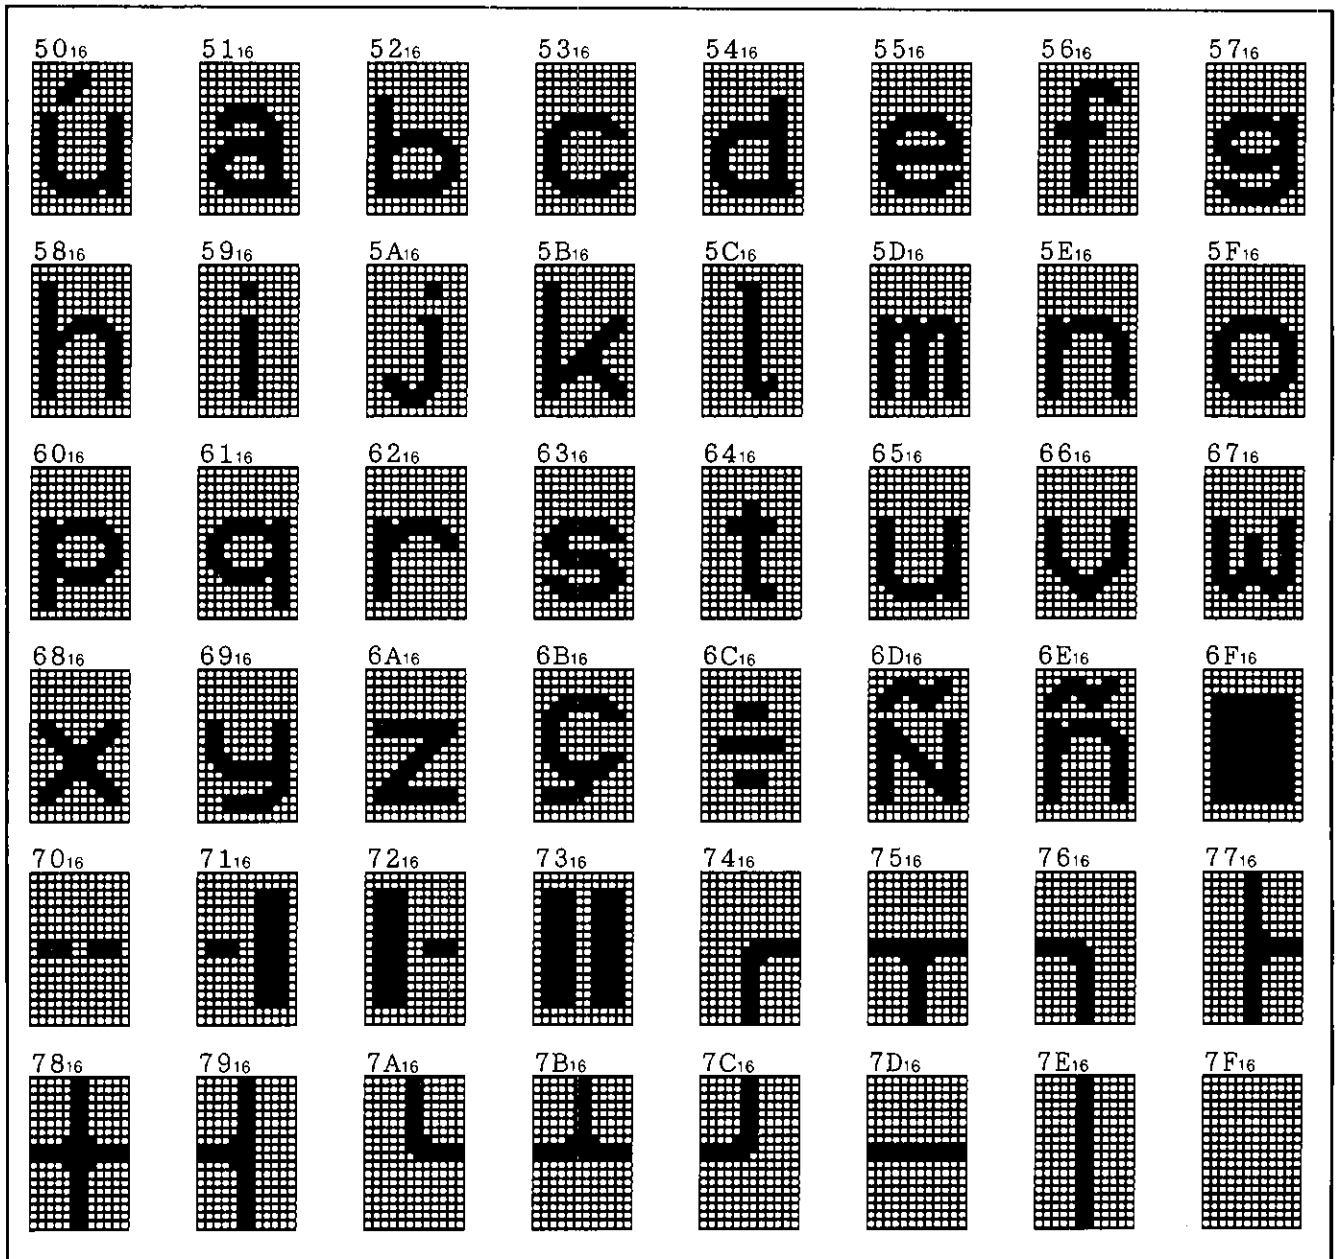 50₁₆ 51₁₆ 52₁₆ 53₁₆ 54₁₆ 55₁₆ 56₁₆ 57₁₆
ú a b c d e f g
58₁₆ 59₁₆ 5A₁₆ 5B₁₆ 5C₁₆ 5D₁₆ 5E₁₆ 5F₁₆
h i j k l m n o
60₁₆ 61₁₆ 62₁₆ 63₁₆ 64₁₆ 65₁₆ 66₁₆ 67₁₆
p q r s t u v w
68₁₆ 69₁₆ 6A₁₆ 6B₁₆ 6C₁₆ 6D₁₆ 6E₁₆ 6F₁₆
x y z ç ÷ Ñ ñ
70₁₆ 71₁₆ 72₁₆ 73₁₆ 74₁₆ 75₁₆ 76₁₆ 77₁₆
78₁₆ 79₁₆ 7A₁₆ 7B₁₆ 7C₁₆ 7D₁₆ 7E₁₆ 7F₁₆